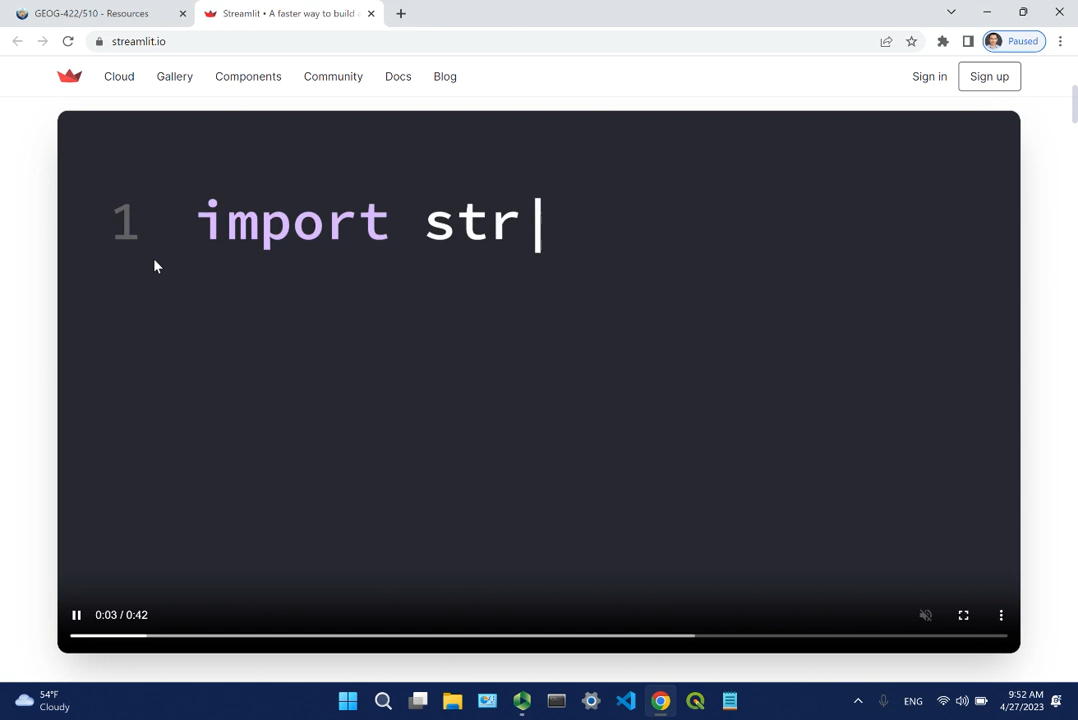 GEOG-422/510 - Resources
Streamlit • A faster way to build a
streamlit.io
Paused
Cloud
Gallery
Components
Community
Docs
Blog
Sign in
Sign up
1 import str
0:03 / 0:42
54°F
Cloudy
ENG
9:52 AM
4/27/2023